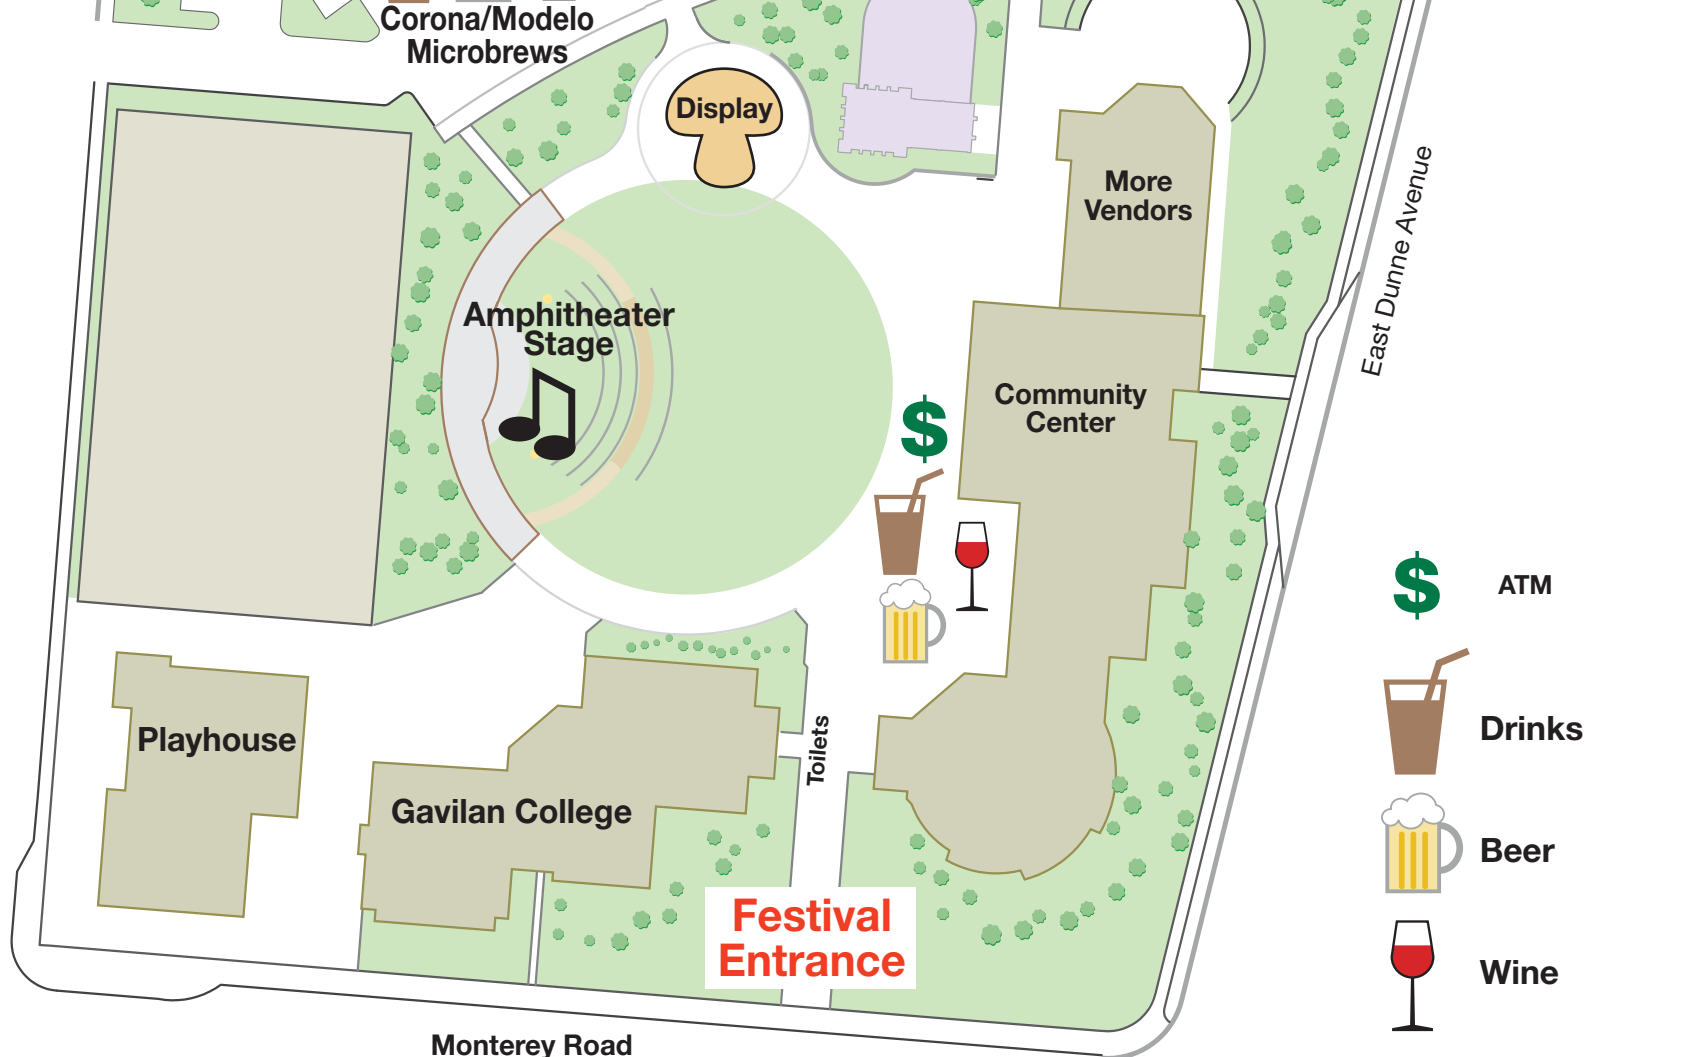 Corona/Modelo
Microbrews
Display
More
Vendors
East Dunne Avenue
Amphitheater
Stage
Community
Center
$
$
ATM
Playhouse
Toilets
Drinks
Gavilan College
Beer
Festival
Entrance
Wine
Monterey Road